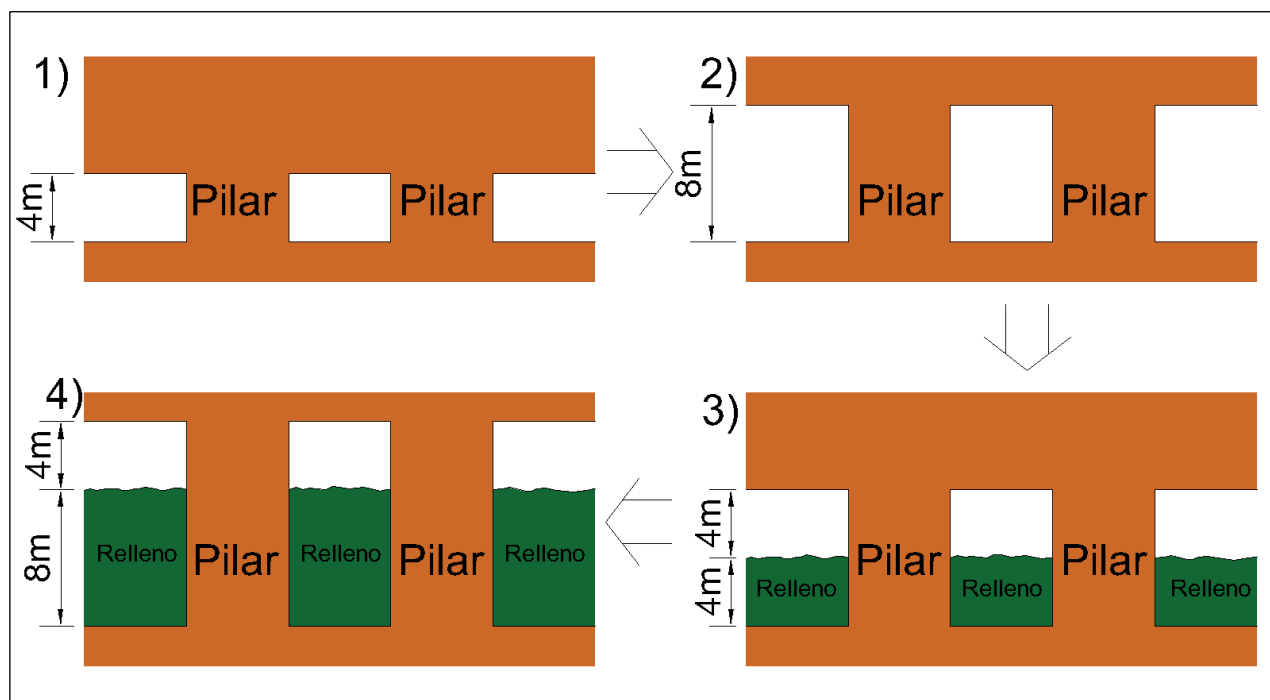 1)
4m
Pilar
Pilar
2)
8m
Pilar
Pilar
4)
4m
8m
Relleno
Pilar
Relleno
Pilar
Relleno
3)
4m
4m
Relleno
Pilar
Relleno
Pilar
Relleno